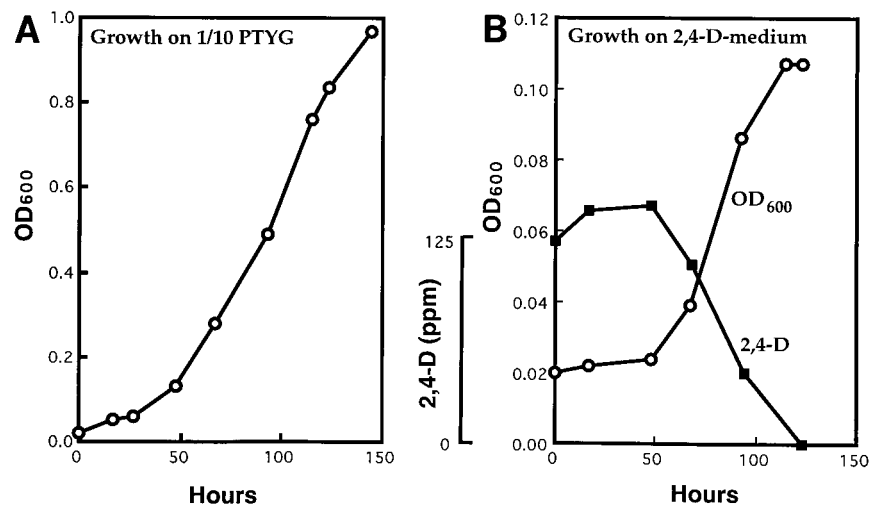 A
Growth on 1/10 PTYG
OD600
1.0
0.8
0.6
0.4
0.2
0.0
0
50
100
150
Hours
B
Growth on 2,4-D-medium
2,4-D (ppm)
125
0
OD600
0.12
0.10
0.08
0.06
0.04
0.02
0.00
OD600
2,4-D
0
50
100
150
Hours